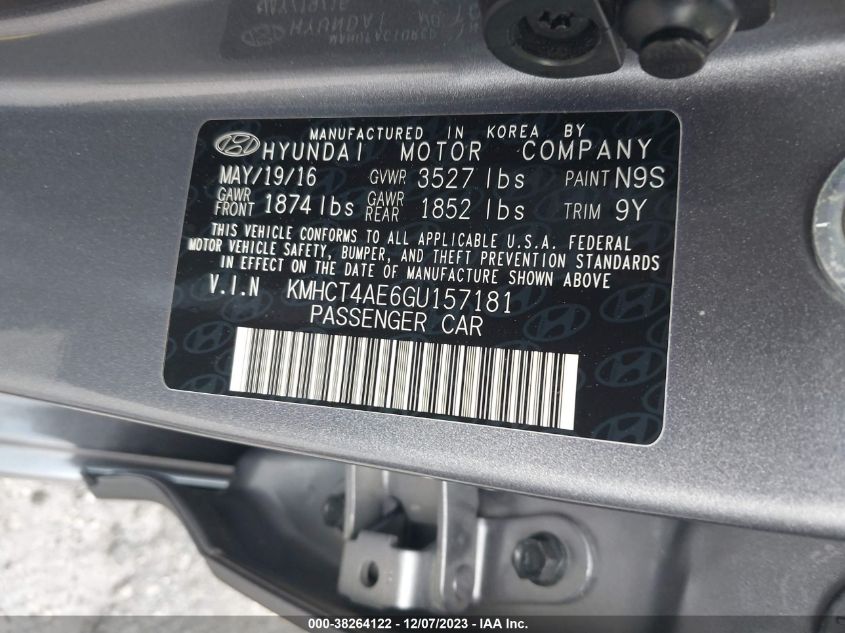 MANUFACTURED IN KOREA BY
HYUNDAI MOTOR COMPANY
MAY/19/16 GVWR 3527 lbs PAINT N9S
GAWR FRONT 1874 lbs GAWR REAR 1852 lbs TRIM 9Y
THIS VEHICLE CONFORMS TO ALL APPLICABLE U.S.A. FEDERAL
MOTOR VEHICLE SAFETY, BUMPER, AND THEFT PREVENTION STANDARDS
IN EFFECT ON THE DATE OF MANUFACTURE SHOWN ABOVE
V.I.N KMHCT4AE6GU157181
PASSENGER CAR
000-38264122 - 12/07/2023 - IAA Inc.